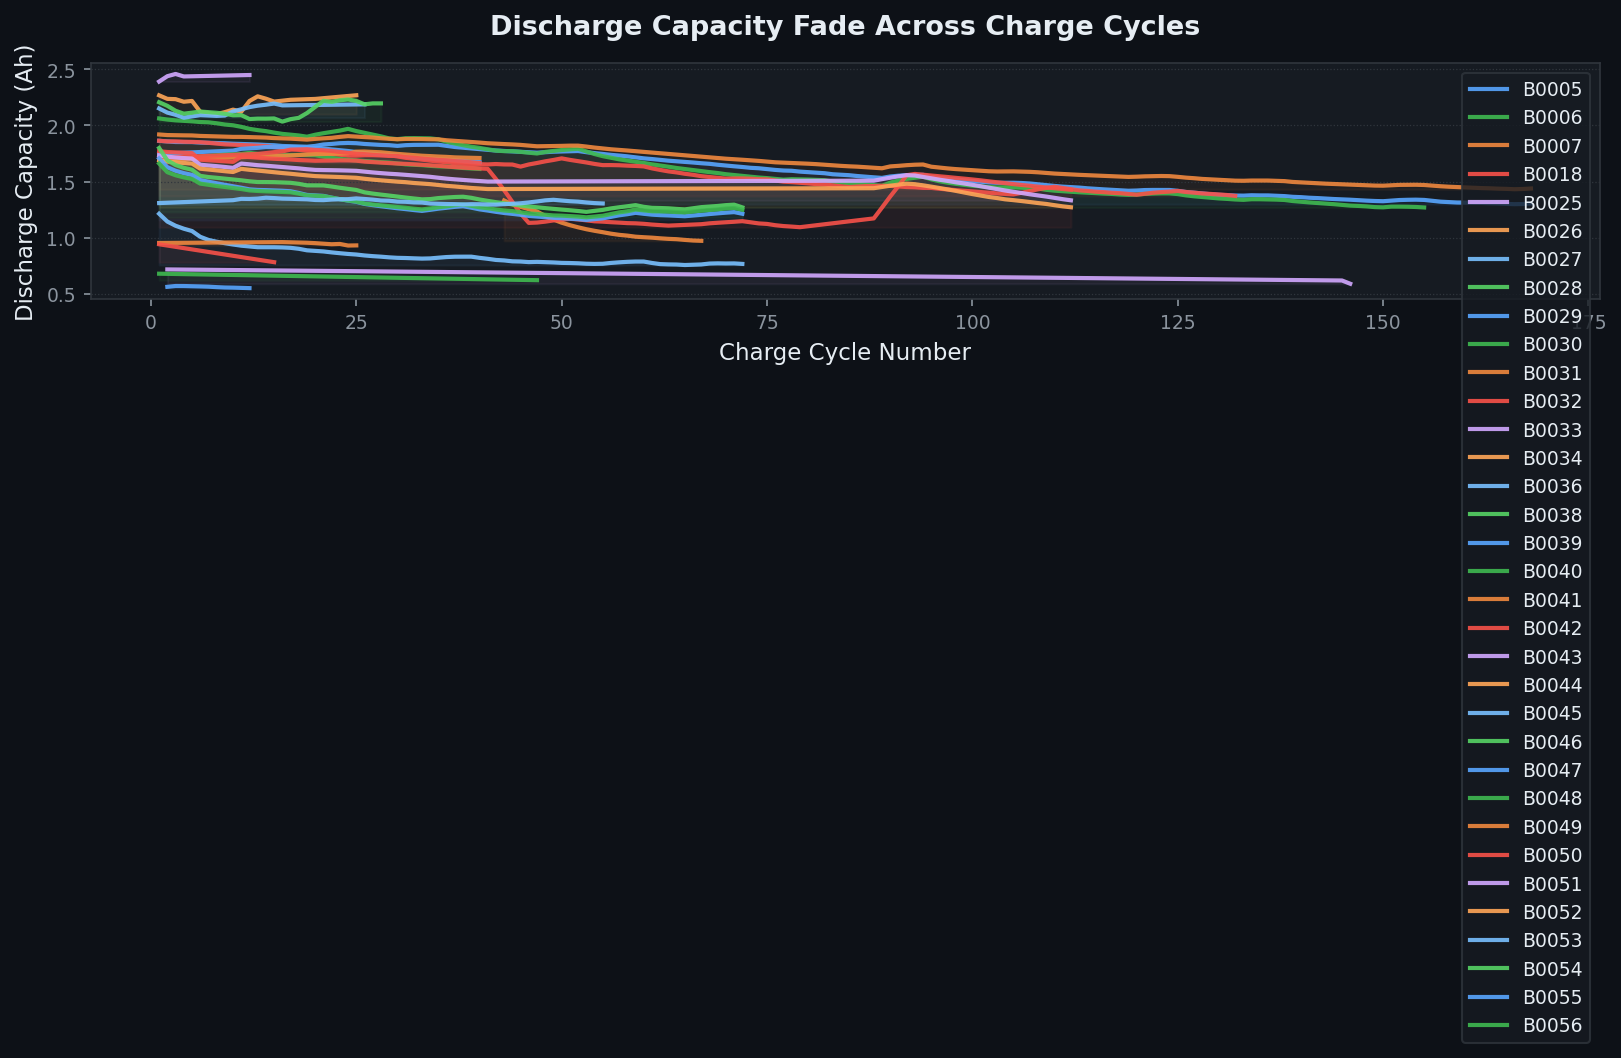 Discharge Capacity Fade Across Charge Cycles
Discharge Capacity (Ah)
2.5
2.0
1.5
1.0
0.5
0 25 50 75 100 125 150 175
Charge Cycle Number
B0005
B0006
B0007
B0018
B0025
B0026
B0027
B0028
B0029
B0030
B0031
B0032
B0033
B0034
B0036
B0038
B0039
B0040
B0041
B0042
B0043
B0044
B0045
B0046
B0047
B0048
B0049
B0050
B0051
B0052
B0053
B0054
B0055
B0056